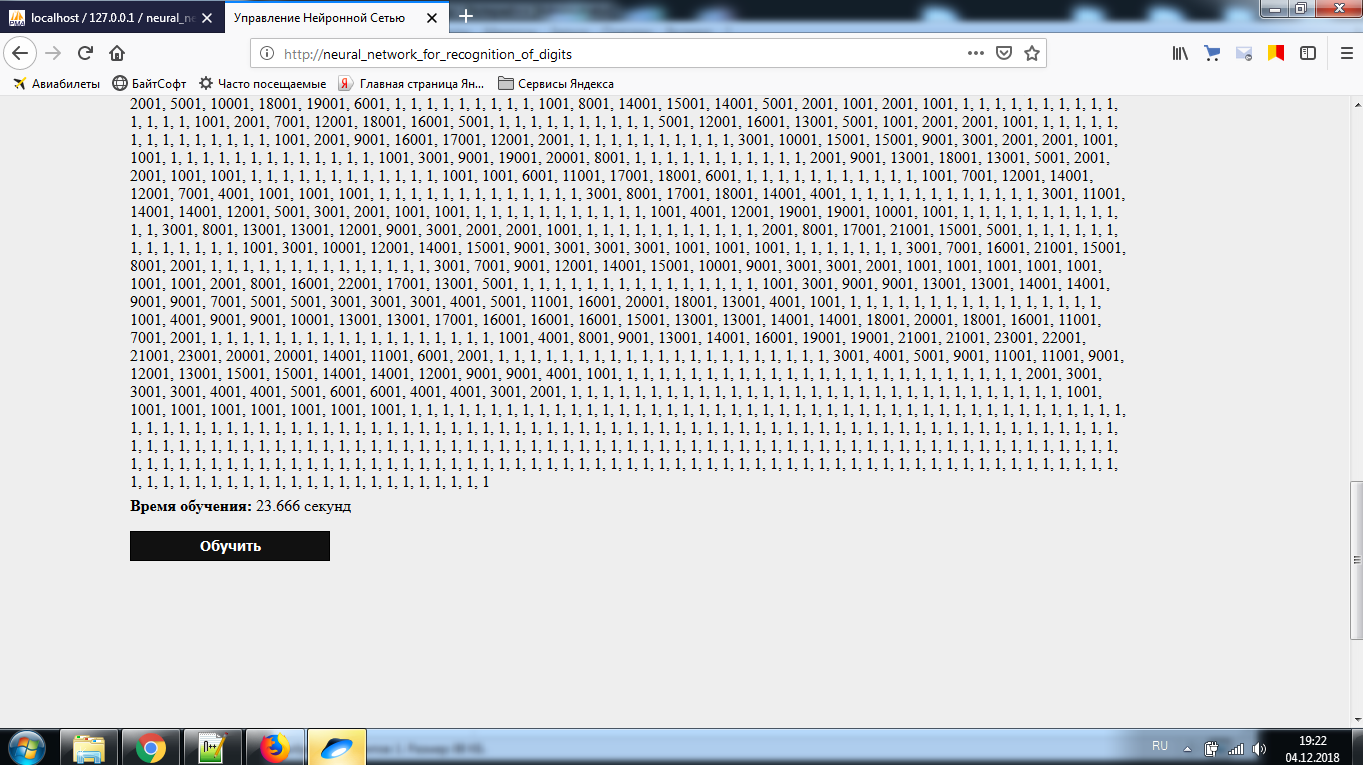 localhost / 127.0.0.1 / neural_ne
Управление Нейронной Сетью
http://neural_network_for_recognition_of_digits
Авиабилеты
БайтСофт
Часто посещаемые
Главная страница Ян...
Сервисы Яндекса
2001, 5001, 10001, 18001, 19001, 6001, 1, 1, 1, 1, 1, 1, 1, 1, 1, 1001, 8001, 14001, 15001, 14001, 5001, 2001, 1001, 2001, 1001, 1, 1, 1, 1, 1, 1, 1, 1, 1, 1,
1, 1, 1, 1, 1001, 2001, 7001, 12001, 18001, 16001, 5001, 1, 1, 1, 1, 1, 1, 1, 1, 1, 1, 5001, 12001, 16001, 13001, 5001, 1001, 2001, 2001, 1001, 1, 1, 1, 1, 1,
1, 1, 1, 1, 1, 1, 1, 1, 1, 1001, 2001, 9001, 16001, 17001, 12001, 2001, 1, 1, 1, 1, 1, 1, 1, 1, 1, 1, 3001, 10001, 15001, 15001, 9001, 3001, 2001, 2001, 1001,
1001, 1, 1, 1, 1, 1, 1, 1, 1, 1, 1, 1, 1, 1, 1001, 3001, 9001, 19001, 20001, 8001, 1, 1, 1, 1, 1, 1, 1, 1, 1, 1, 1, 2001, 9001, 13001, 18001, 13001, 5001, 2001,
2001, 1001, 1001, 1, 1, 1, 1, 1, 1, 1, 1, 1, 1, 1, 1, 1001, 1001, 6001, 11001, 17001, 18001, 6001, 1, 1, 1, 1, 1, 1, 1, 1, 1, 1, 1, 1001, 7001, 12001, 14001,
12001, 7001, 4001, 1001, 1001, 1001, 1, 1, 1, 1, 1, 1, 1, 1, 1, 1, 1, 1, 1, 3001, 8001, 17001, 18001, 14001, 4001, 1, 1, 1, 1, 1, 1, 1, 1, 1, 1, 1, 1, 3001, 11001,
14001, 14001, 12001, 5001, 3001, 2001, 1001, 1001, 1, 1, 1, 1, 1, 1, 1, 1, 1, 1, 1, 1001, 4001, 12001, 19001, 19001, 10001, 1001, 1, 1, 1, 1, 1, 1, 1, 1, 1, 1,
1, 1, 3001, 8001, 13001, 13001, 12001, 9001, 3001, 2001, 2001, 1001, 1, 1, 1, 1, 1, 1, 1, 1, 1, 1, 1, 2001, 8001, 17001, 21001, 15001, 5001, 1, 1, 1, 1, 1, 1,
1, 1, 1, 1, 1, 1, 1, 1001, 3001, 10001, 12001, 14001, 15001, 9001, 3001, 3001, 3001, 1001, 1001, 1001, 1, 1, 1, 1, 1, 1, 1, 3001, 7001, 16001, 21001, 15001,
8001, 2001, 1, 1, 1, 1, 1, 1, 1, 1, 1, 1, 1, 1, 1, 1, 3001, 7001, 9001, 12001, 14001, 15001, 10001, 9001, 3001, 3001, 2001, 1001, 1001, 1001, 1001, 1001,
1001, 1001, 2001, 8001, 16001, 22001, 17001, 13001, 5001, 1, 1, 1, 1, 1, 1, 1, 1, 1, 1, 1, 1, 1, 1, 1, 1001, 3001, 9001, 9001, 13001, 13001, 14001, 14001,
9001, 9001, 7001, 5001, 5001, 3001, 3001, 3001, 4001, 5001, 11001, 16001, 20001, 18001, 13001, 4001, 1001, 1, 1, 1, 1, 1, 1, 1, 1, 1, 1, 1, 1, 1, 1, 1, 1,
1001, 4001, 9001, 9001, 10001, 13001, 13001, 17001, 16001, 16001, 16001, 15001, 13001, 13001, 14001, 14001, 18001, 20001, 18001, 16001, 11001,
7001, 2001, 1, 1, 1, 1, 1, 1, 1, 1, 1, 1, 1, 1, 1, 1, 1, 1, 1, 1, 1001, 4001, 8001, 9001, 13001, 14001, 16001, 19001, 19001, 21001, 21001, 23001, 22001,
21001, 23001, 20001, 20001, 14001, 11001, 6001, 2001, 1, 1, 1, 1, 1, 1, 1, 1, 1, 1, 1, 1, 1, 1, 1, 1, 1, 1, 1, 1, 1, 3001, 4001, 5001, 9001, 11001, 11001, 9001,
12001, 13001, 15001, 15001, 14001, 14001, 12001, 9001, 9001, 4001, 1001, 1, 1, 1, 1, 1, 1, 1, 1, 1, 1, 1, 1, 1, 1, 1, 1, 1, 1, 1, 1, 1, 1, 1, 1, 1, 2001, 3001,
3001, 3001, 4001, 4001, 5001, 6001, 6001, 4001, 4001, 3001, 2001, 1, 1, 1, 1, 1, 1, 1, 1, 1, 1, 1, 1, 1, 1, 1, 1, 1, 1, 1, 1, 1, 1, 1, 1, 1, 1, 1, 1, 1, 1, 1, 1001,
1001, 1001, 1001, 1001, 1001, 1001, 1001, 1, 1, 1, 1, 1, 1, 1, 1, 1, 1, 1, 1, 1, 1, 1, 1, 1, 1, 1, 1, 1, 1, 1, 1, 1, 1, 1, 1, 1, 1, 1, 1, 1, 1, 1, 1, 1, 1, 1, 1, 1, 1, 1, 1, 1,
1, 1, 1, 1, 1, 1, 1, 1, 1, 1, 1, 1, 1, 1, 1, 1, 1, 1, 1, 1, 1, 1, 1, 1, 1, 1, 1, 1, 1, 1, 1, 1, 1, 1, 1, 1, 1, 1, 1, 1, 1, 1, 1, 1, 1, 1, 1, 1, 1, 1, 1, 1, 1, 1, 1, 1, 1, 1, 1, 1, 1, 1,
1, 1, 1, 1, 1, 1, 1, 1, 1, 1, 1, 1, 1, 1, 1, 1, 1, 1, 1, 1, 1, 1, 1, 1, 1, 1, 1, 1, 1, 1, 1, 1, 1, 1, 1, 1, 1, 1, 1, 1, 1, 1, 1, 1, 1, 1, 1, 1, 1, 1, 1, 1, 1, 1, 1, 1, 1, 1, 1, 1, 1, 1,
1, 1, 1, 1, 1, 1, 1, 1, 1, 1, 1, 1, 1, 1, 1, 1, 1, 1, 1, 1, 1, 1, 1, 1, 1, 1, 1, 1, 1, 1, 1, 1, 1, 1, 1, 1, 1, 1, 1, 1, 1, 1, 1, 1, 1, 1, 1, 1, 1, 1, 1, 1, 1, 1, 1, 1, 1, 1, 1, 1, 1, 1,
1, 1, 1, 1, 1, 1, 1, 1, 1, 1, 1, 1, 1, 1, 1, 1, 1, 1, 1, 1, 1, 1, 1
Время обучения: 23.666 секунд
Обучить
RU
19:22
04.12.2018